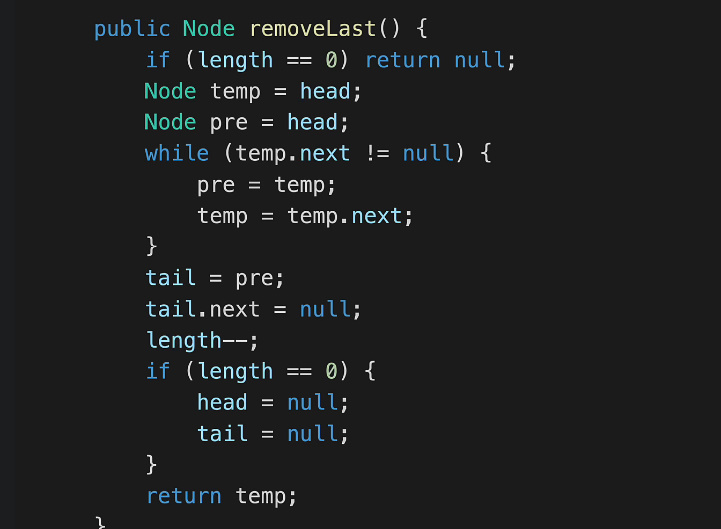 public Node removeLast() {
    if (length == 0) return null;
    Node temp = head;
    Node pre = head;
    while (temp.next != null) {
        pre = temp;
        temp = temp.next;
    }
    tail = pre;
    tail.next = null;
    length--;
    if (length == 0) {
        head = null;
        tail = null;
    }
    return temp;
}